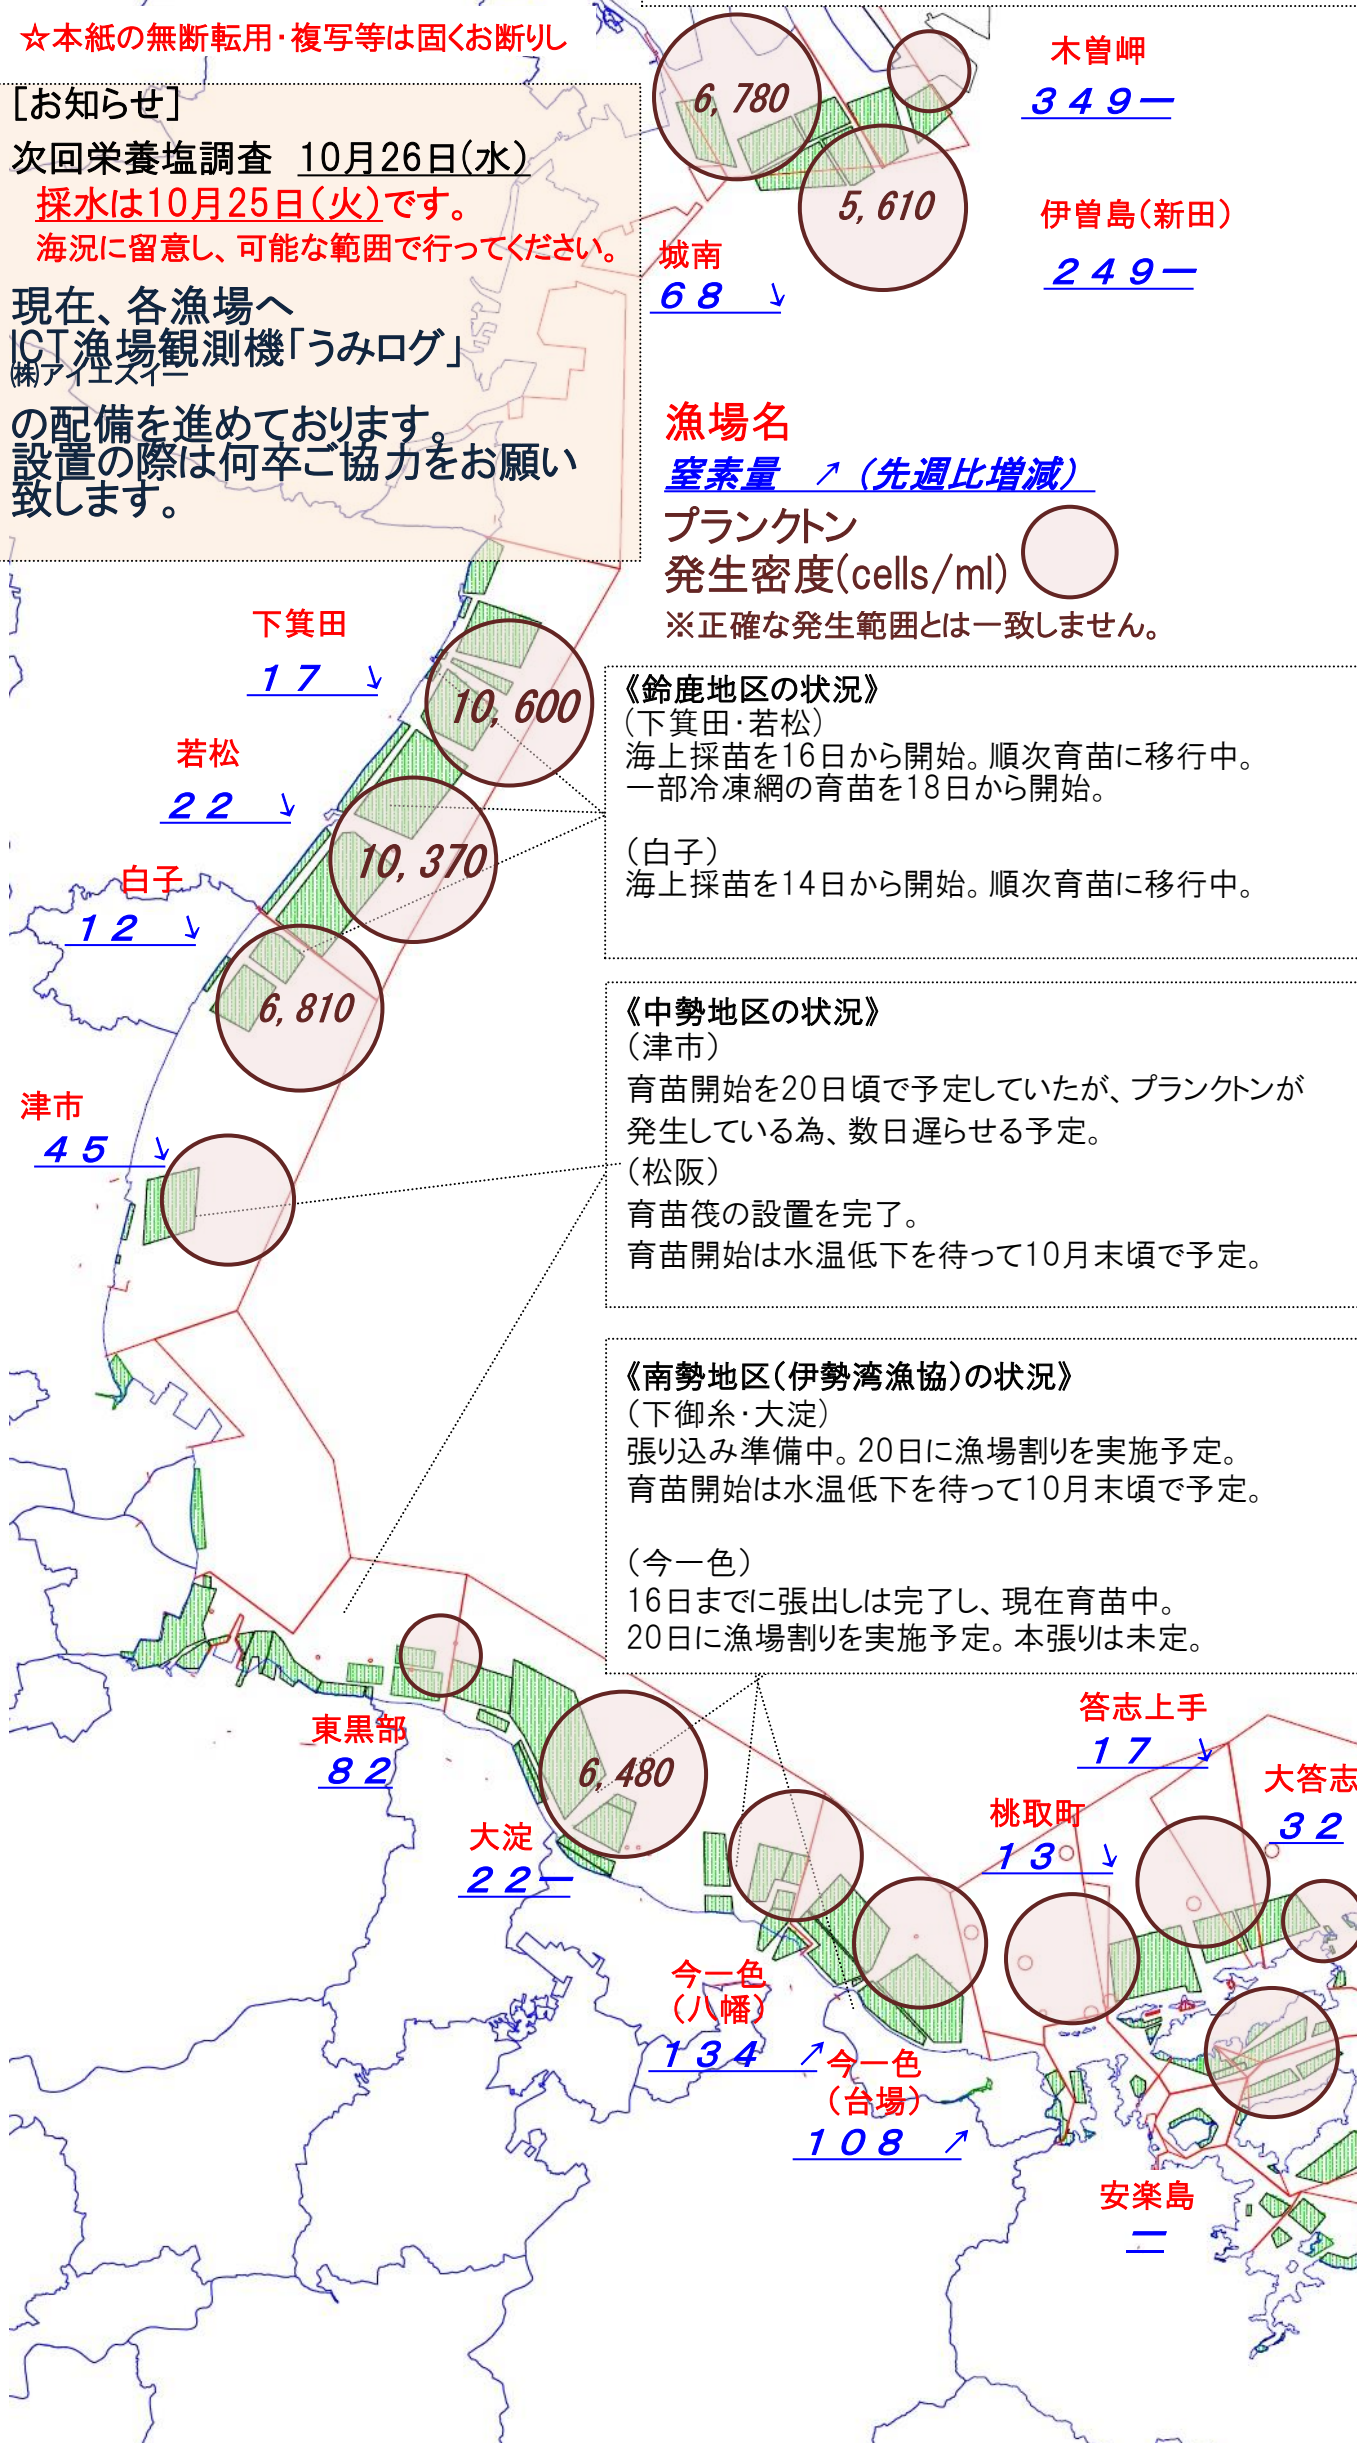 ☆本紙の無断転用・複写等は固くお断りし
[お知らせ]
次回栄養塩調査 10月26日(水)
採水は10月25日(火)です。
海況に留意し、可能な範囲で行ってください。
現在、各漁場へ
ICT漁場観測機「うみログ」
㈱アイエスイー
の配備を進めております。
設置の際は何卒ご協力をお願い
致します。
6,780
5,610
木曽岬
349ー
伊曽島(新田)
249ー
城南
68 ↓
漁場名
窒素量 ↗(先週比増減)
プランクトン
発生密度(cells/ml)
※正確な発生範囲とは一致しません。
下箕田
17 ↓
10,600
若松
22 ↓
10,370
白子
12 ↓
6,810
津市
45 ↓
《鈴鹿地区の状況》
(下箕田・若松)
海上採苗を16日から開始。順次育苗に移行中。
一部冷凍網の育苗を18日から開始。
(白子)
海上採苗を14日から開始。順次育苗に移行中。
《中勢地区の状況》
(津市)
育苗開始を20日頃で予定していたが、プランクトンが
発生している為、数日遅らせる予定。
(松阪)
育苗筏の設置を完了。
育苗開始は水温低下を待って10月末頃で予定。
《南勢地区(伊勢湾漁協)の状況》
(下御糸・大淀)
張り込み準備中。20日に漁場割りを実施予定。
育苗開始は水温低下を待って10月末頃で予定。
(今一色)
16日までに張出しは完了し、現在育苗中。
20日に漁場割りを実施予定。本張りは未定。
東黒部
82
6,480
大淀
22ー
今一色
(八幡)
134 ↗
今一色
(台場)
108 ↗
桃取町
13 ↓
答志上手
17 ↓
大答志
32
安楽島
ー